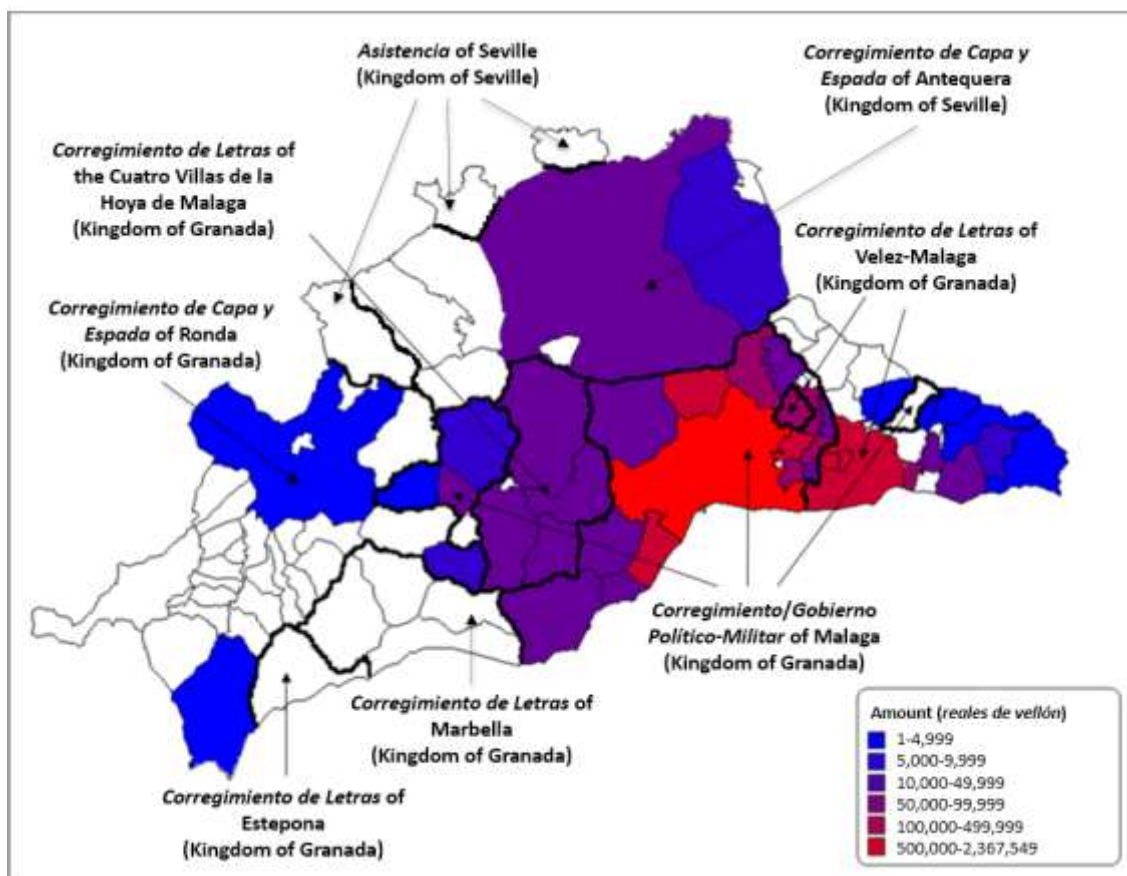 Asistencia of Seville
(Kingdom of Seville)
Corregimiento de Capa y
Espada of Antequera
(Kingdom of Seville)
Corregimiento de Letras of
the Cuatro Villas de la
Hoya de Malaga
(Kingdom of Granada)
Corregimiento de Letras of
Velez-Malaga
(Kingdom of Granada)
Corregimiento de Capa y
Espada of Ronda
(Kingdom of Granada)
Corregimiento/Gobierno
Político-Militar of Malaga
(Kingdom of Granada)
Corregimiento de Letras of
Marbella
(Kingdom of Granada)
Corregimiento de Letras of
Estepona
(Kingdom of Granada)
Amount (reales de vellón)
1-4,999
5,000-9,999
10,000-49,999
50,000-99,999
100,000-499,999
500,000-2,367,549